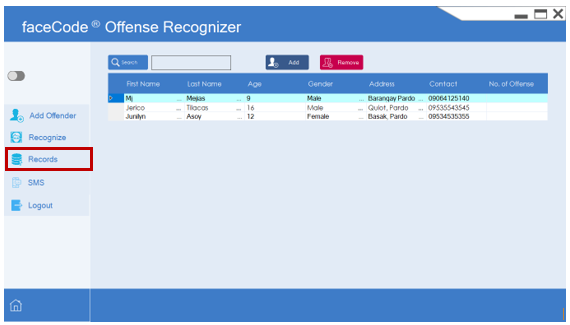 faceCode ® Offense Recognizer
Search Add Remove
First Name Last Name Age Gender Address Contact No. of Offense
Mj ... Mejias ... 9 Male ... Barangay Pardo ... 09064125140
Jerico ... Tilacas ... 16 Male ... Quiot, Pardo ... 09535543545
Junilyn ... Asoy ... 12 Female ... Basak, Pardo ... 09534535355
Add Offender
Recognize
Records
SMS
Logout